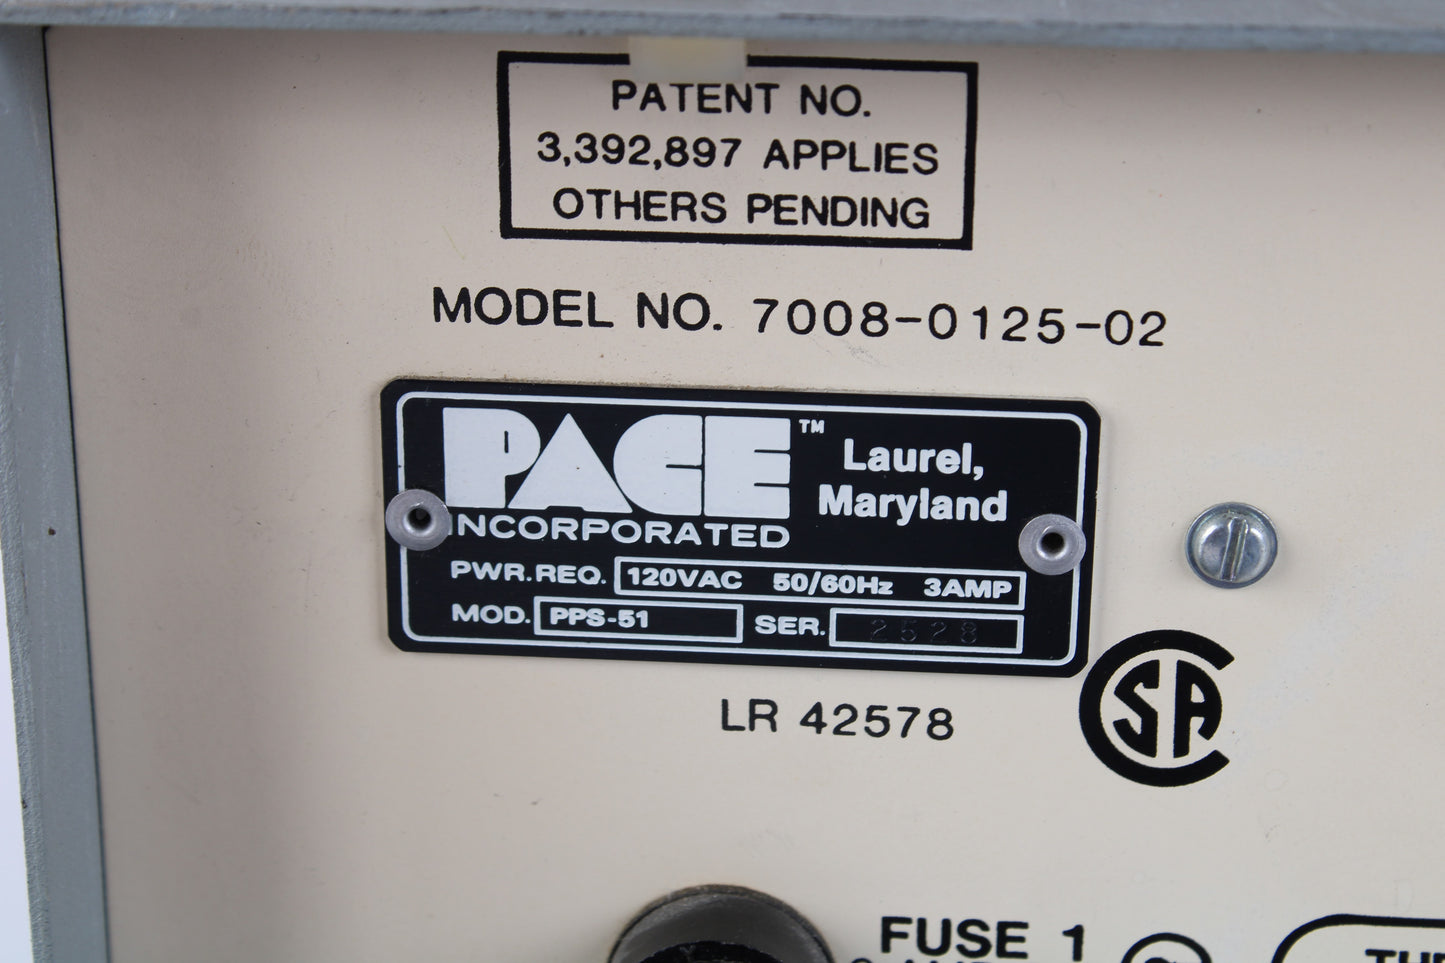 PATENT NO.
3,392,897 APPLIES
OTHERS PENDING
MODEL NO. 7008-0125-02
PACE™
INCORPORATED
Laurel,
Maryland
PWR.REQ. 120VAC 50/60Hz 3AMP
MOD. PPS-51 SER. 2528
LR 42578
CSA
FUSE 1